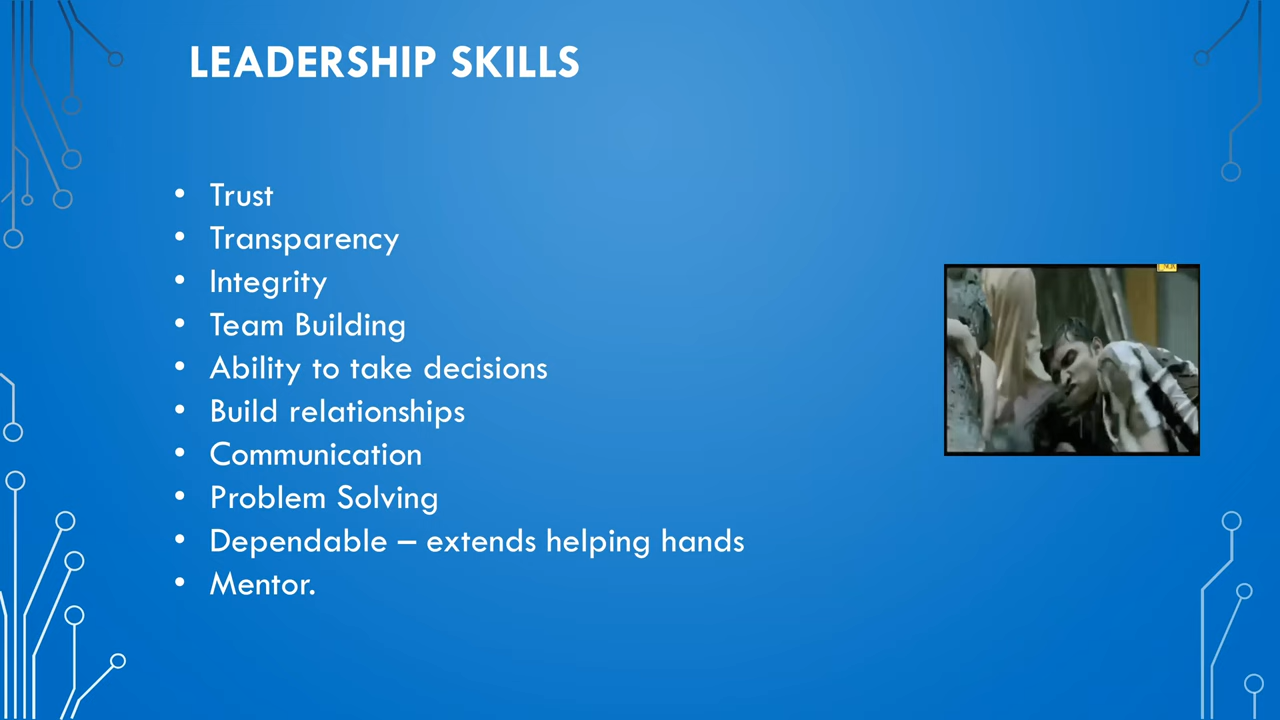 LEADERSHIP SKILLS
• Trust
• Transparency
• Integrity
• Team Building
• Ability to take decisions
• Build relationships
• Communication
• Problem Solving
• Dependable – extends helping hands
• Mentor.